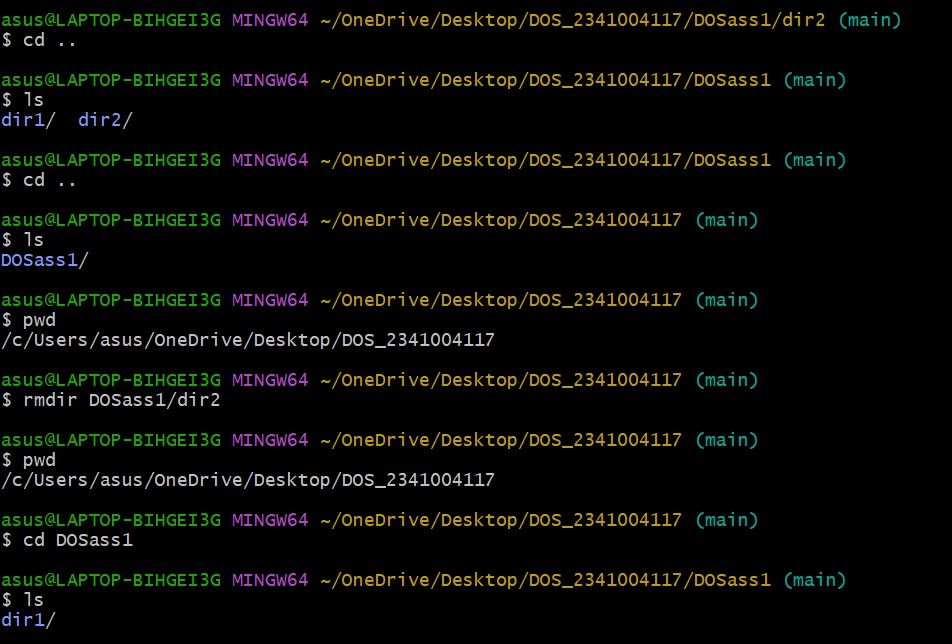 asus@LAPTOP-BIHGEI3G MINGW64 ~/OneDrive/Desktop/DOS_2341004117/DOSass1/dir2 (main)
$ cd ..
asus@LAPTOP-BIHGEI3G MINGW64 ~/OneDrive/Desktop/DOS_2341004117/DOSass1 (main)
$ ls
dir1/  dir2/
asus@LAPTOP-BIHGEI3G MINGW64 ~/OneDrive/Desktop/DOS_2341004117/DOSass1 (main)
$ cd ..
asus@LAPTOP-BIHGEI3G MINGW64 ~/OneDrive/Desktop/DOS_2341004117 (main)
$ ls
DOSass1/
asus@LAPTOP-BIHGEI3G MINGW64 ~/OneDrive/Desktop/DOS_2341004117 (main)
$ pwd
/c/Users/asus/OneDrive/Desktop/DOS_2341004117
asus@LAPTOP-BIHGEI3G MINGW64 ~/OneDrive/Desktop/DOS_2341004117 (main)
$ rmdir DOSass1/dir2
asus@LAPTOP-BIHGEI3G MINGW64 ~/OneDrive/Desktop/DOS_2341004117 (main)
$ pwd
/c/Users/asus/OneDrive/Desktop/DOS_2341004117
asus@LAPTOP-BIHGEI3G MINGW64 ~/OneDrive/Desktop/DOS_2341004117 (main)
$ cd DOSass1
asus@LAPTOP-BIHGEI3G MINGW64 ~/OneDrive/Desktop/DOS_2341004117/DOSass1 (main)
$ ls
dir1/